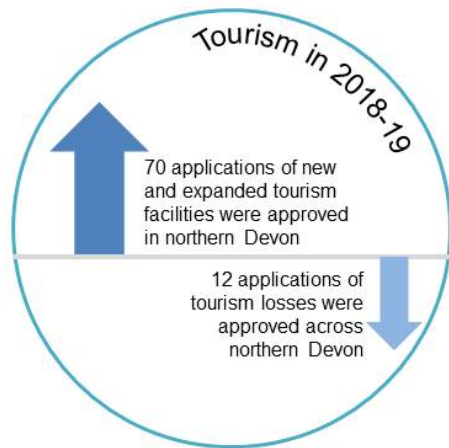 Tourism in 2018-19
70 applications of new
and expanded tourism
facilities were approved
in northern Devon
12 applications of
tourism losses were
approved across
northern Devon